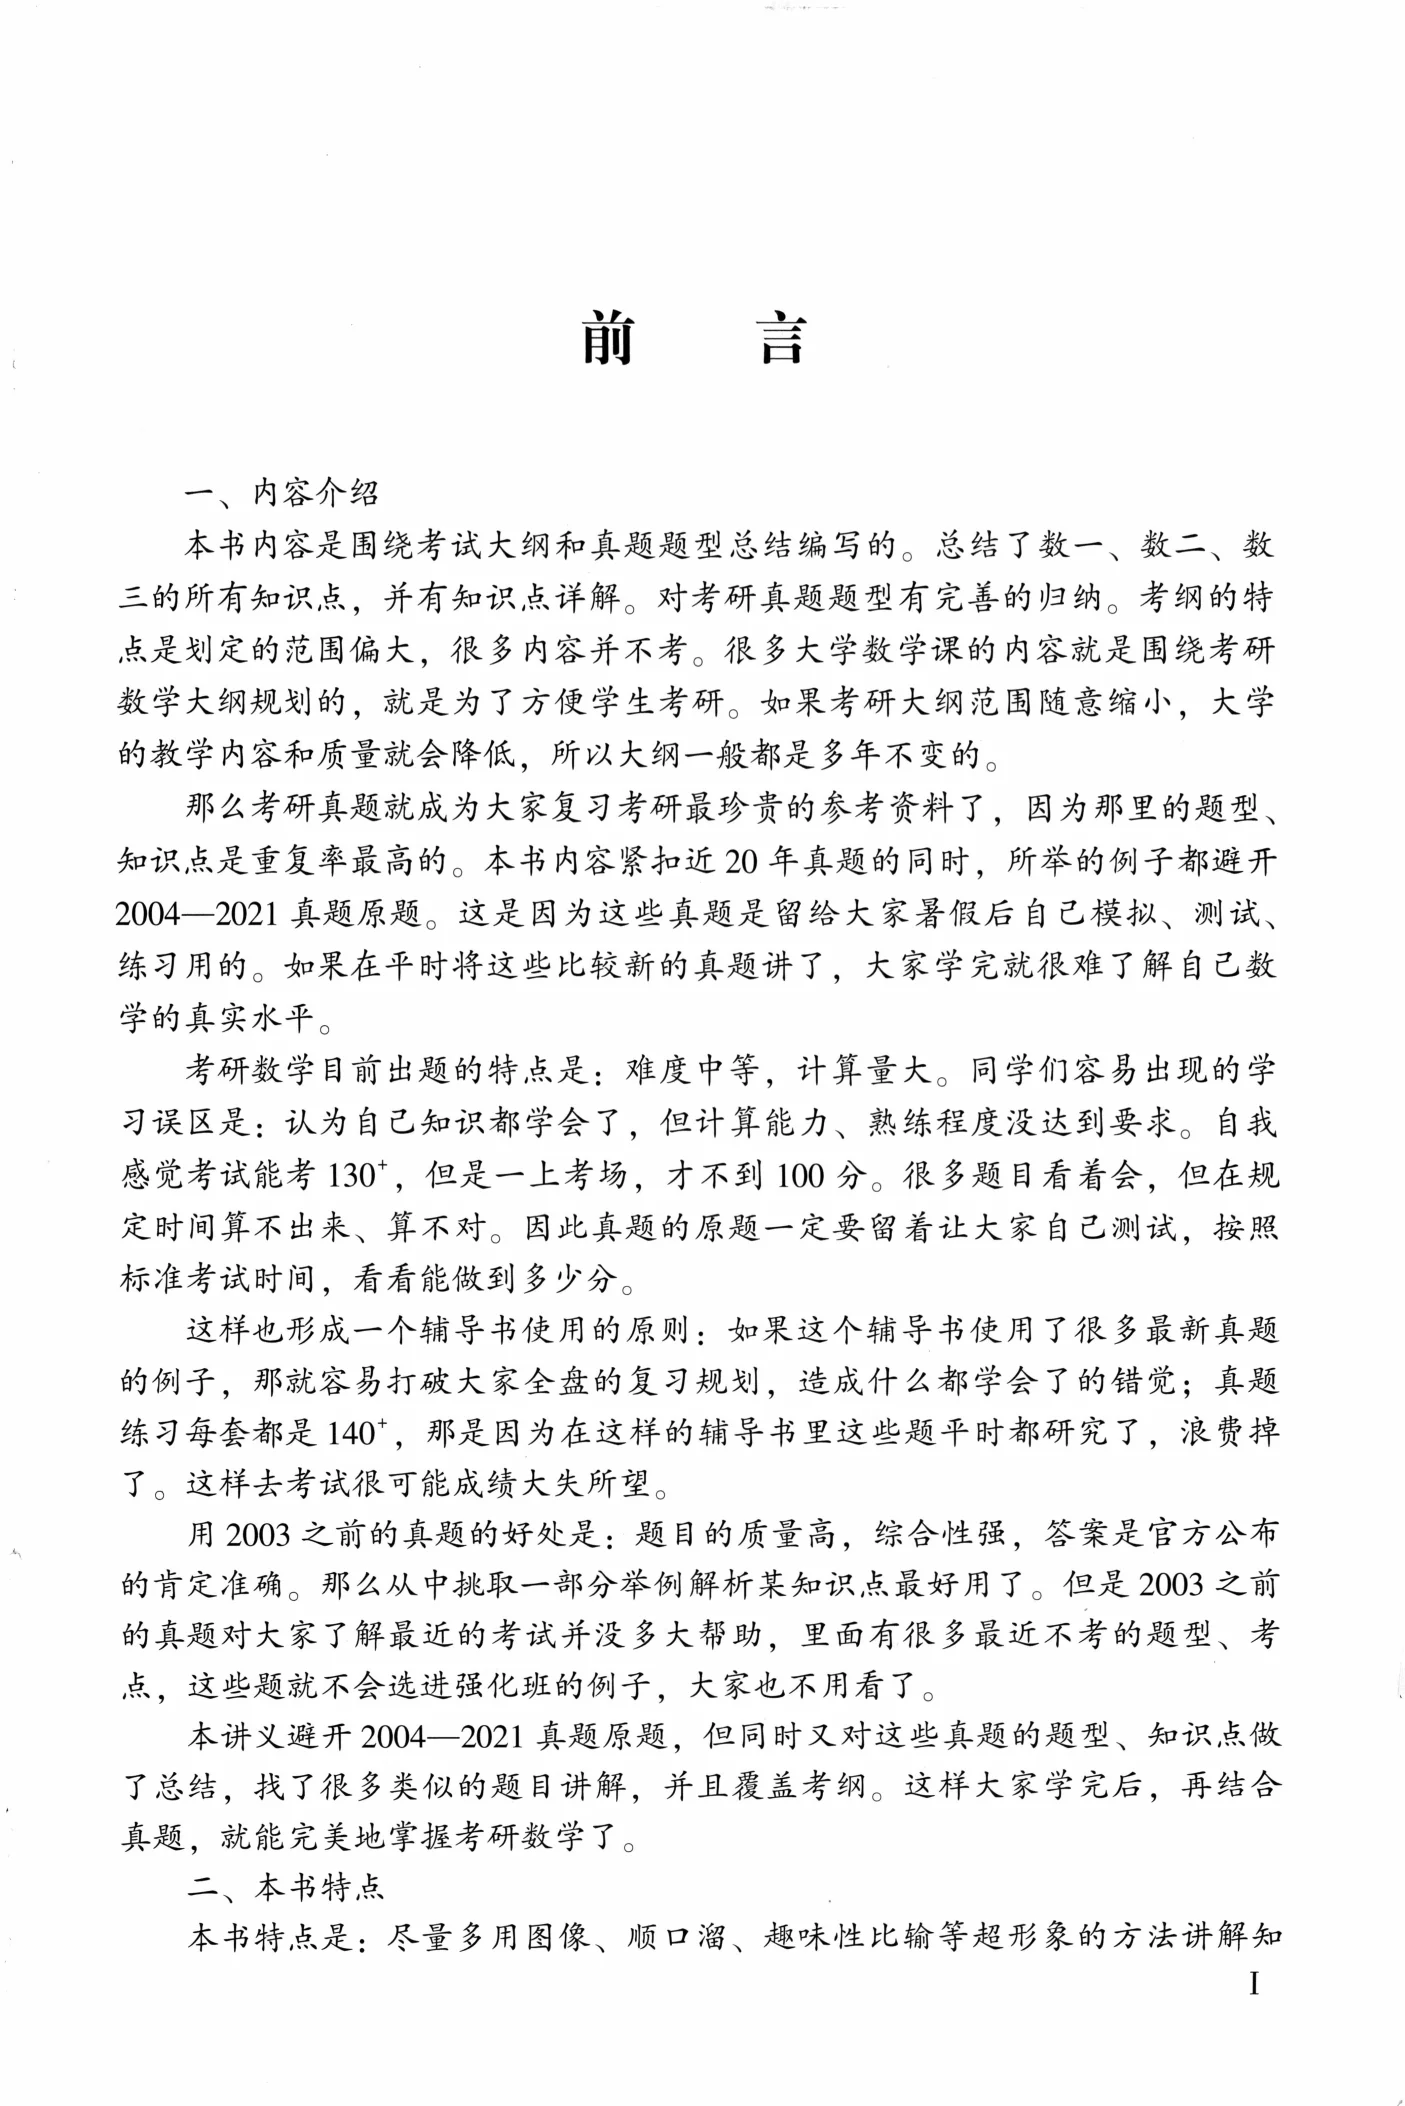 前　言
一、内容介绍
本书内容是围绕考试大纲和真题题型总结编写的。总结了数一、数二、数
三的所有知识点，并有知识点详解。对考研真题题型有完善的归纳。考纲的特
点是划定的范围偏大，很多内容并不考。很多大学数学课的内容就是围绕考研
数学大纲规划的，就是为了方便学生考研。如果考研大纲范围随意缩小，大学
的教学内容和质量就会降低，所以大纲一般都是多年不变的。
那么考研真题就成为大家复习考研最珍贵的参考资料了，因为那里的题型、
知识点是重复率最高的。本书内容紧扣近 20 年真题的同时，所举的例子都避开
2004—2021 真题原题。这是因为这些真题是留给大家暑假后自己模拟、测试、
练习用的。如果在平时将这些比较新的真题讲了，大家学完就很难了解自己数
学的真实水平。
考研数学目前出题的特点是：难度中等，计算量大。同学们容易出现的学
习误区是：认为自己知识都学会了，但计算能力、熟练程度没达到要求。自我
感觉考试能考 130⁺，但是一上考场，才不到 100 分。很多题目看着会，但在规
定时间算不出来、算不对。因此真题的原题一定要留着让大家自己测试，按照
标准考试时间，看看能做到多少分。
这样也形成一个辅导书使用的原则：如果这个辅导书使用了很多最新真题
的例子，那就容易打破大家全盘的复习规划，造成什么都学会了的错觉；真题
练习每套都是 140⁺，那是因为在这样的辅导书里这些题平时都研究了，浪费掉
了。这样去考试很可能成绩大失所望。
用 2003 之前的真题的好处是：题目的质量高，综合性强，答案是官方公布
的肯定准确。那么从中挑取一部分举例解析某知识点最好用了。但是 2003 之前
的真题对大家了解最近的考试并没多大帮助，里面有很多最近不考的题型、考
点，这些题就不会选进强化班的例子，大家也不用看了。
本讲义避开 2004—2021 真题原题，但同时又对这些真题的题型、知识点做
了总结，找了很多类似的题目讲解，并且覆盖考纲。这样大家学完后，再结合
真题，就能完美地掌握考研数学了。
二、本书特点
本书特点是：尽量多用图像、顺口溜、趣味性比输等超形象的方法讲解知
I